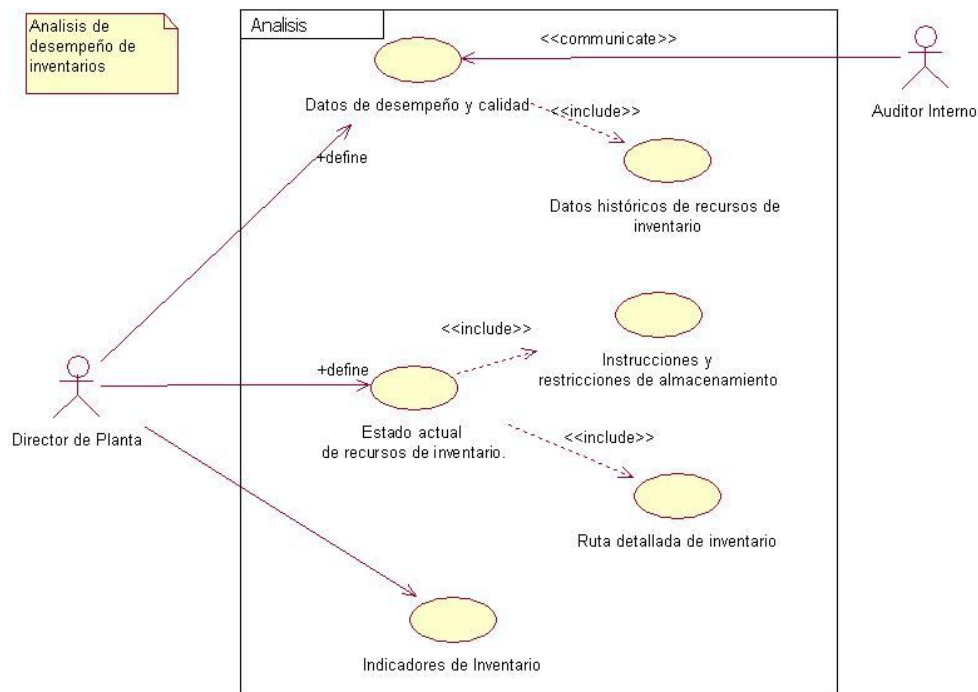 Analisis de
desempeño de
inventarios
Analisis
<<communicate>>
Auditor Interno
Datos de desempeño y calidad
<<include>>
+define
Datos históricos de recursos de
inventario
<<include>>
Instrucciones y
restricciones de almacenamiento
+define
Director de Planta
Estado actual
de recursos de inventario.
<<include>>
Ruta detallada de inventario
Indicadores de Inventario